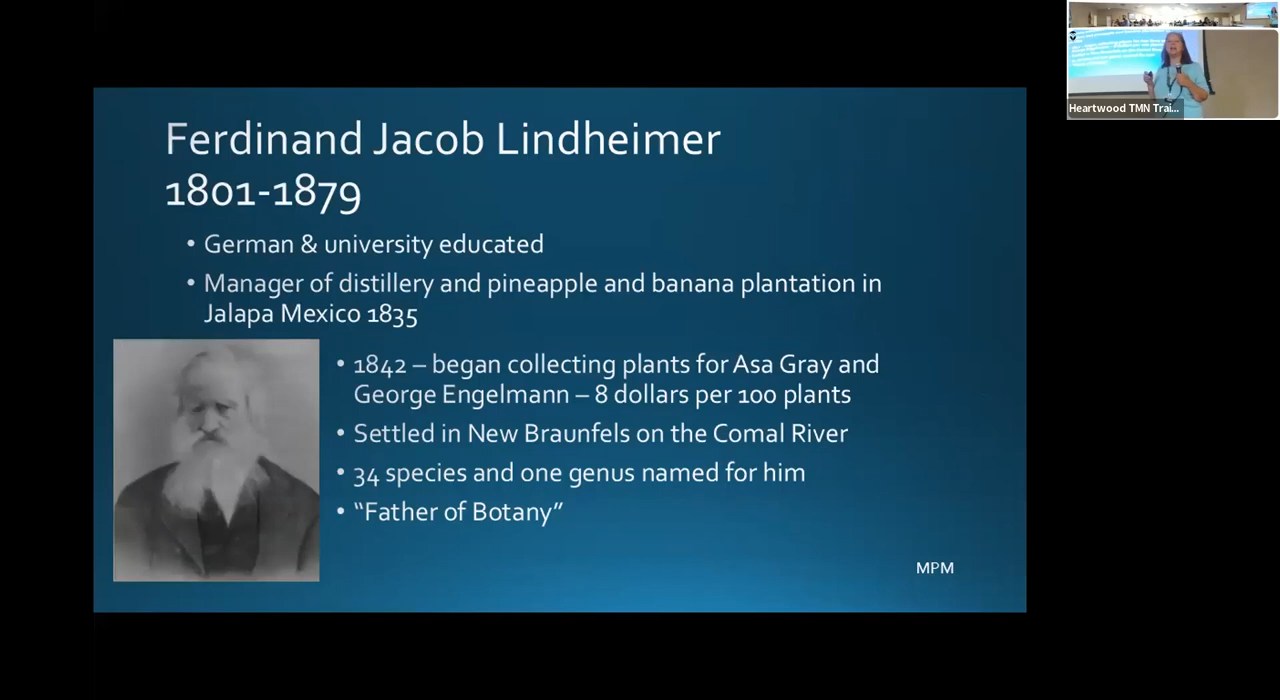 Ferdinand Jacob Lindheimer
1801-1879
• German & university educated
• Manager of distillery and pineapple and banana plantation in
Jalapa Mexico 1835
• 1842 – began collecting plants for Asa Gray and
George Engelmann – 8 dollars per 100 plants
• Settled in New Braunfels on the Comal River
• 34 species and one genus named for him
• “Father of Botany”
MPM
Heartwood TMN Trai...